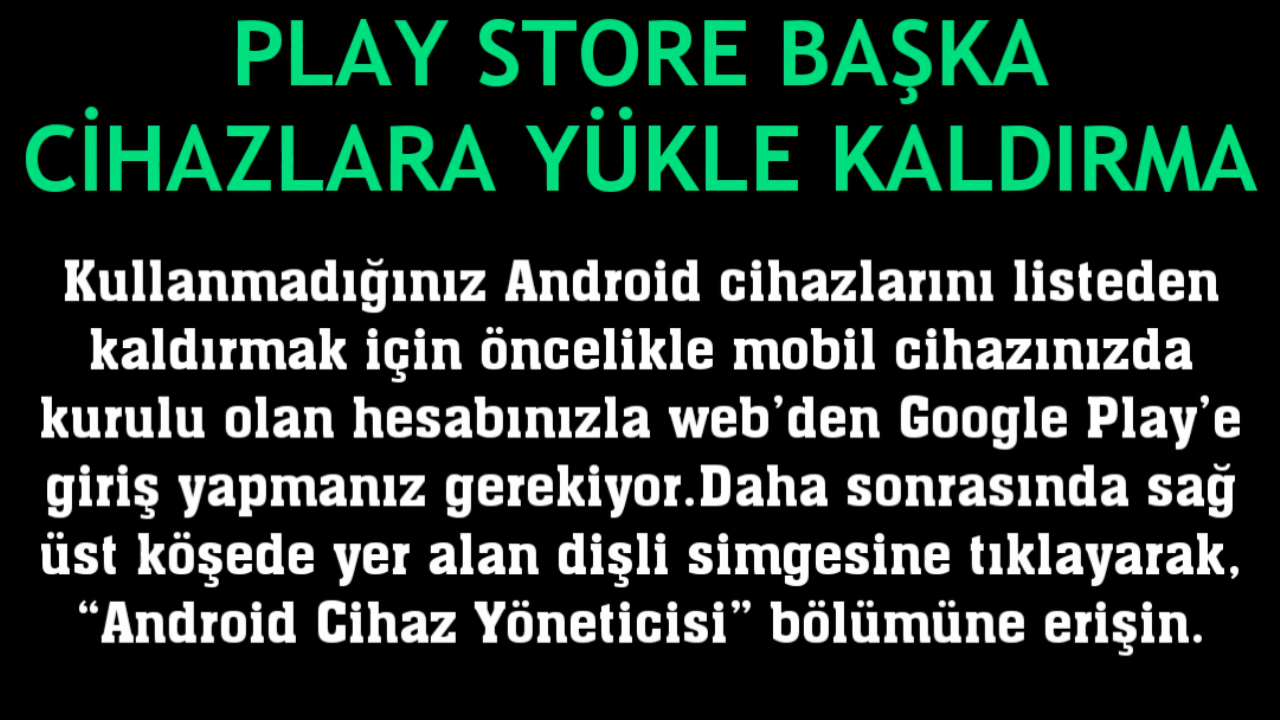 PLAY STORE BAŞKA
CİHAZLARA YÜKLE KALDIRMA
Kullanmadığınız Android cihazlarını listeden
kaldırmak için öncelikle mobil cihazınızda
kurulu olan hesabınızla web’den Google Play’e
giriş yapmanız gerekiyor.Daha sonrasında sağ
üst köşede yer alan dişli simgesine tıklayarak,
“Android Cihaz Yöneticisi” bölümüne erişin.